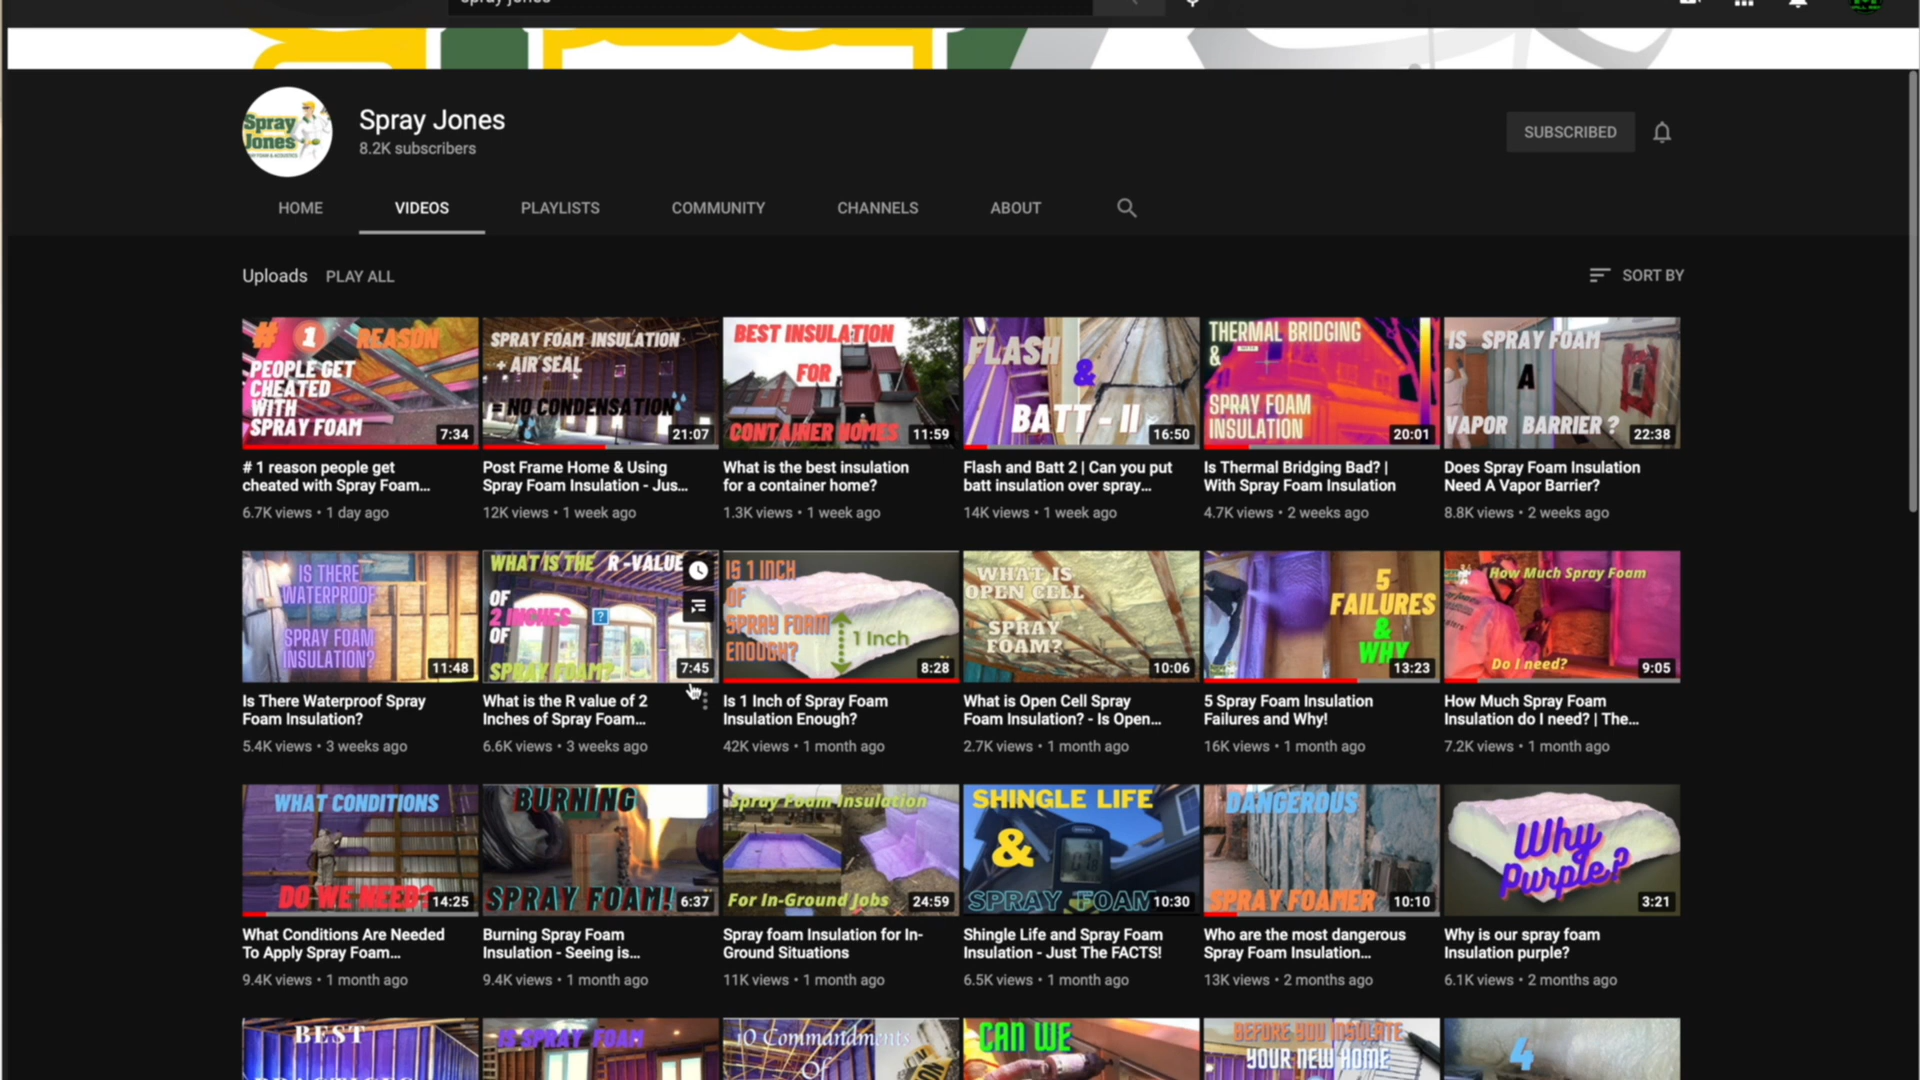 spray jones
Spray
Jones
Spray Jones
8.2K subscribers
SUBSCRIBED
HOME
VIDEOS
PLAYLISTS
COMMUNITY
CHANNELS
ABOUT
Uploads
PLAY ALL
SORT BY
# 1 REASON
PEOPLE GET
CHEATED
WITH
SPRAY FOAM
7:34
SPRAY FOAM INSULATION
+ AIR SEAL
= NO CONDENSATION
21:07
BEST INSULATION
FOR
CONTAINER HOMES
11:59
FLASH
&
BATT - II
16:50
THERMAL BRIDGING
&
SPRAY FOAM
INSULATION
20:01
IS SPRAY FOAM
A
VAPOR BARRIER ?
22:38
# 1 reason people get
cheated with Spray Foam...
6.7K views • 1 day ago
Post Frame Home & Using
Spray Foam Insulation - Jus...
12K views • 1 week ago
What is the best insulation
for a container home?
1.3K views • 1 week ago
Flash and Batt 2 | Can you put
batt insulation over spray...
14K views • 1 week ago
Is Thermal Bridging Bad? |
With Spray Foam Insulation
4.7K views • 2 weeks ago
Does Spray Foam Insulation
Need A Vapor Barrier?
8.8K views • 2 weeks ago
IS THERE
WATERPROOF
SPRAY FOAM
INSULATION?
11:48
WHAT IS THE R-VALUE
OF
2 INCHES
OF
SPRAY FOAM?
7:45
IS 1 INCH
OF
SPRAY FOAM
ENOUGH?
1 Inch
8:28
WHAT IS
OPEN CELL
SPRAY
FOAM?
10:06
5
FAILURES
&
WHY
13:23
How Much Spray Foam
Do I need?
9:05
Is There Waterproof Spray
Foam Insulation?
5.4K views • 3 weeks ago
What is the R value of 2
Inches of Spray Foam...
6.6K views • 3 weeks ago
Is 1 Inch of Spray Foam
Insulation Enough?
42K views • 1 month ago
What is Open Cell Spray
Foam Insulation? - Is Open...
2.7K views • 1 month ago
5 Spray Foam Insulation
Failures and Why!
16K views • 1 month ago
How Much Spray Foam
Insulation do I need? | The...
7.2K views • 1 month ago
WHAT CONDITIONS
DO WE NEED?
14:25
BURNING
SPRAY FOAM!
6:37
Spray Foam Insulation
For In-Ground Jobs
24:59
SHINGLE LIFE
&
SPRAY FOAM
10:30
DANGEROUS
SPRAY FOAMER
10:10
Why
Purple?
3:21
What Conditions Are Needed
To Apply Spray Foam...
9.4K views • 1 month ago
Burning Spray Foam
Insulation - Seeing is...
9.4K views • 1 month ago
Spray foam Insulation for In-
Ground Situations
11K views • 1 month ago
Shingle Life and Spray Foam
Insulation - Just The FACTS!
6.5K views • 1 month ago
Who are the most dangerous
Spray Foam Insulation...
13K views • 2 months ago
Why is our spray foam
Insulation purple?
6.1K views • 2 months ago
BEST
IS SPRAY FOAM
10 Commandments
Of
CAN WE
BEFORE YOU INSULATE
YOUR NEW HOME
4